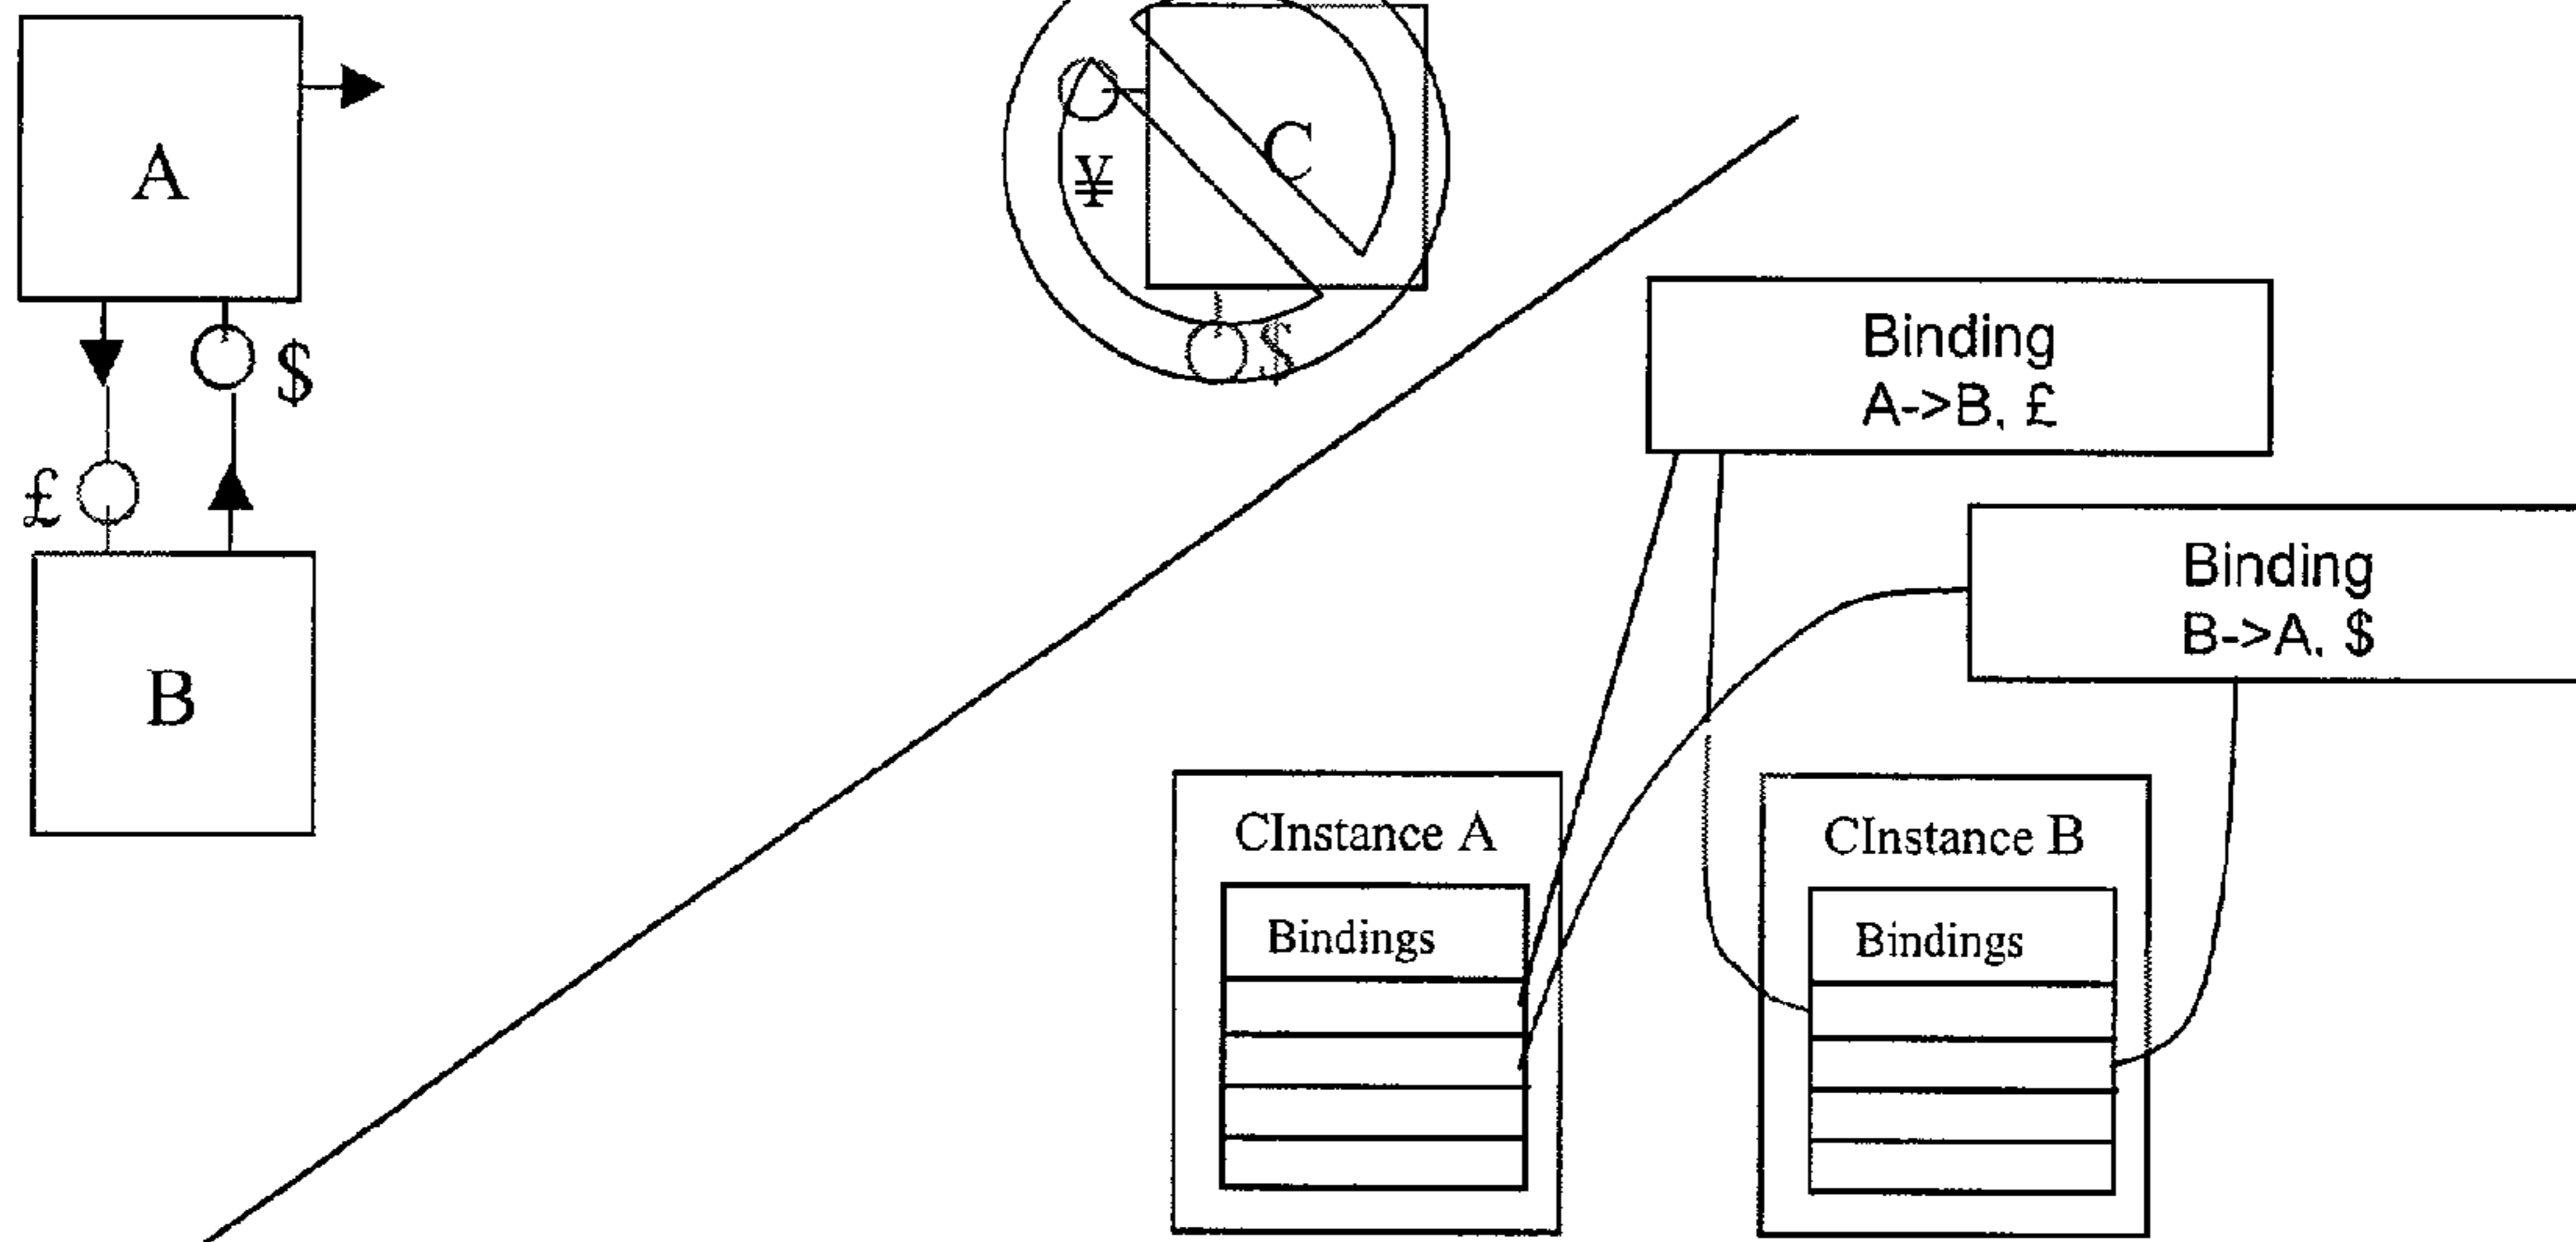 A
$
£
B
C
¥
$
Binding
A->B, £
Binding
B->A, $
CInstance A
Bindings
CInstance B
Bindings